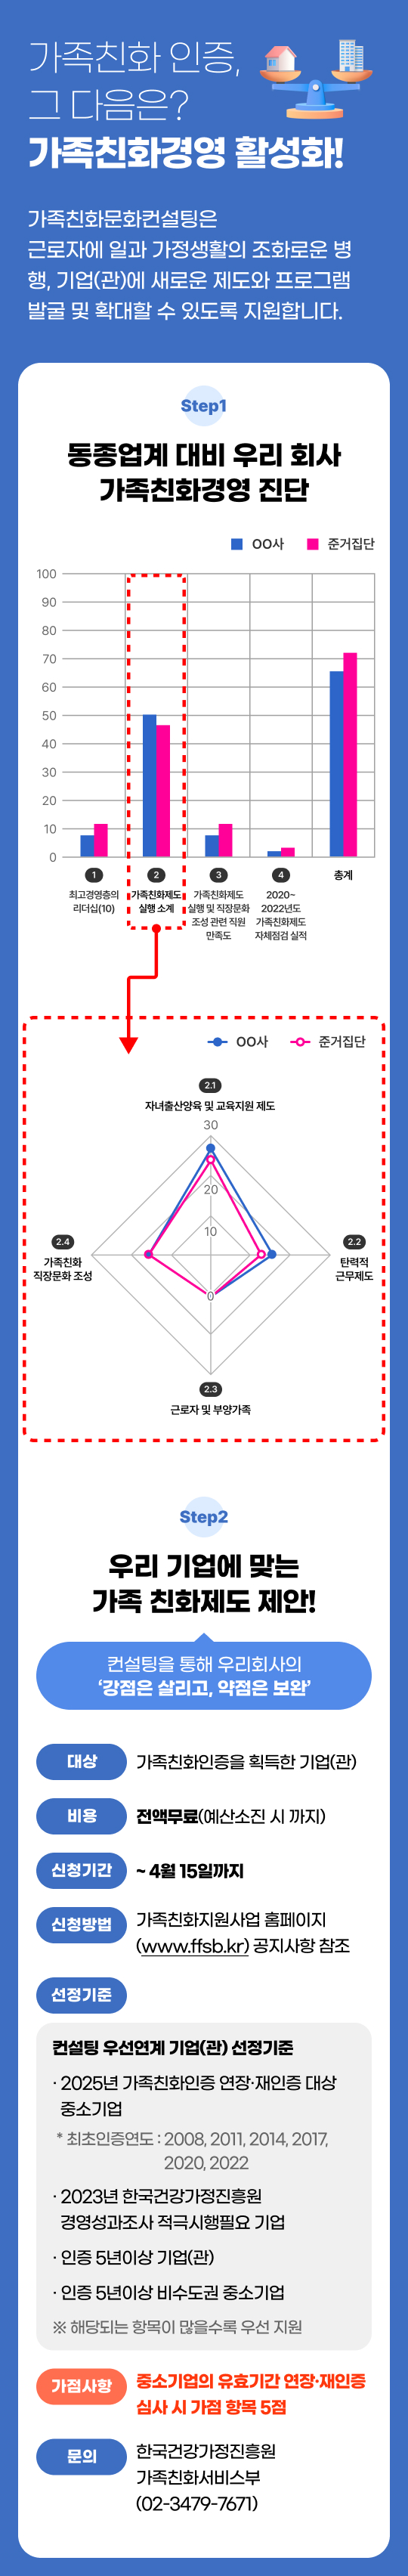 가족친화 인증,
그 다음은?
가족친화경영 활성화!
가족친화문화컨설팅은
근로자에 일과 가정생활의 조화로운 병
행, 기업(관)에 새로운 제도와 프로그램
발굴 및 확대할 수 있도록 지원합니다.
Step1
동종업계 대비 우리 회사
가족친화경영 진단
OO사 준거집단
100
90
80
70
60
50
40
30
20
10
0
1
최고경영층의
리더십(10)
2
가족친화제도
실행 소계
3
가족친화제도
실행 및 직장문화
조성 관련 직원
만족도
4
2020~
2022년도
가족친화제도
자체점검 실적
총계
OO사 준거집단
2.1
자녀출산양육 및 교육지원 제도
30
20
10
0
2.4
가족친화
직장문화 조성
2.2
탄력적
근무제도
2.3
근로자 및 부양가족
Step2
우리 기업에 맞는
가족 친화제도 제안!
컨설팅을 통해 우리회사의
‘강점은 살리고, 약점은 보완’
대상 가족친화인증을 획득한 기업(관)
비용 전액무료(예산소진 시 까지)
신청기간 ~ 4월 15일까지
신청방법 가족친화지원사업 홈페이지
(www.ffsb.kr) 공지사항 참조
선정기준
컨설팅 우선연계 기업(관) 선정기준
· 2025년 가족친화인증 연장·재인증 대상
중소기업
* 최초인증연도 : 2008, 2011, 2014, 2017,
2020, 2022
· 2023년 한국건강가정진흥원
경영성과조사 적극시행필요 기업
· 인증 5년이상 기업(관)
· 인증 5년이상 비수도권 중소기업
※ 해당되는 항목이 많을수록 우선 지원
가점사항 중소기업의 유효기간 연장·재인증
심사 시 가점 항목 5점
문의 한국건강가정진흥원
가족친화서비스부
(02-3479-7671)